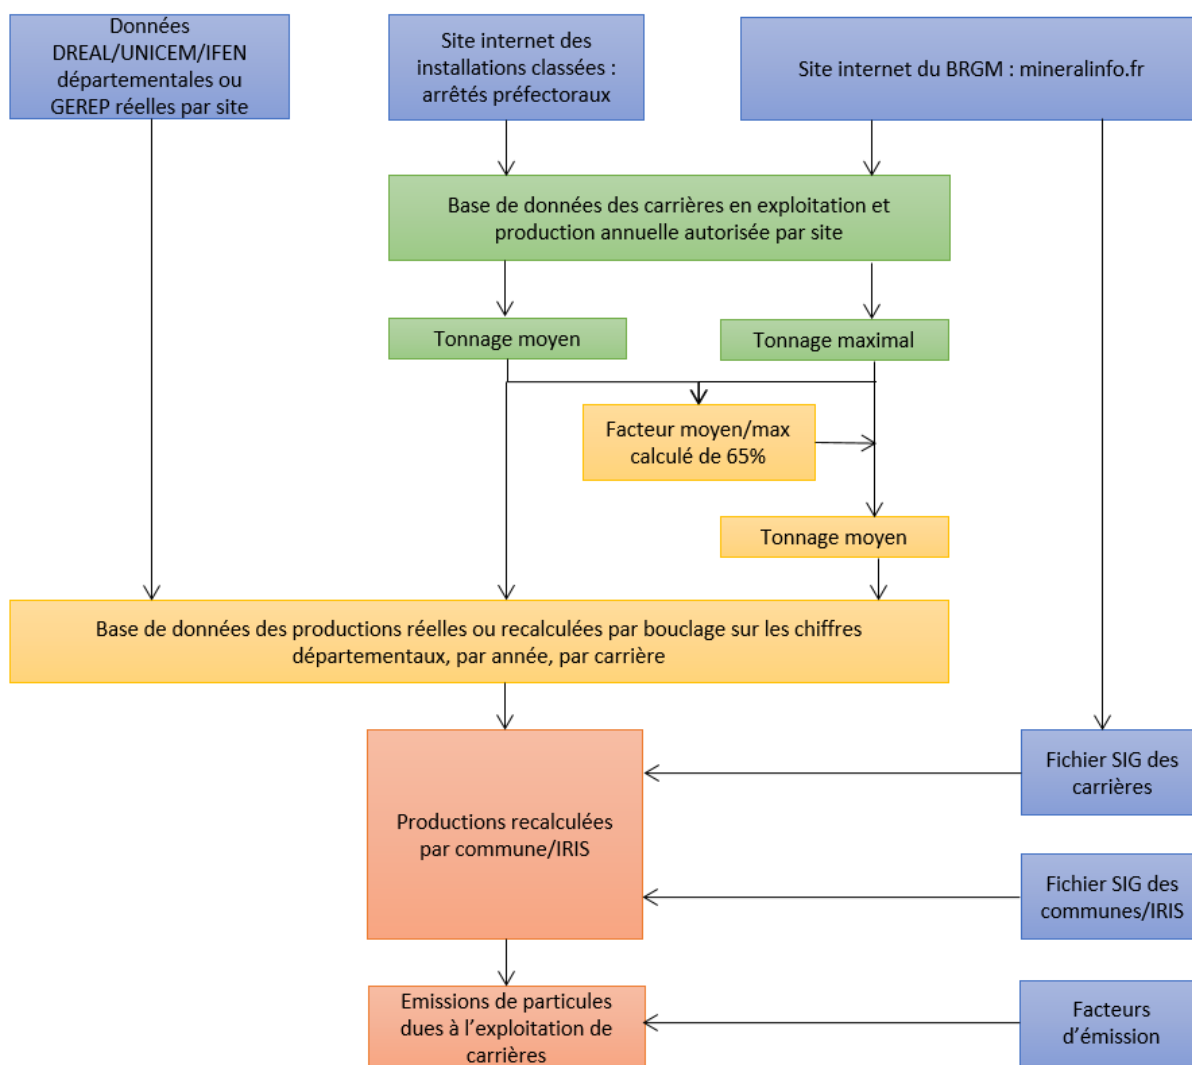 Données
DREAL/UNICEM/IFEN
départementales ou
GEREP réelles par site
Site internet des
installations classées :
arrêtés préfectoraux
Site internet du BRGM : mineralinfo.fr
Base de données des carrières en exploitation et
production annuelle autorisée par site
Tonnage moyen
Tonnage maximal
Facteur moyen/max
calculé de 65%
Tonnage moyen
Base de données des productions réelles ou recalculées par bouclage sur les chiffres
départementaux, par année, par carrière
Productions recalculées
par commune/IRIS
Fichier SIG des
carrières
Fichier SIG des
communes/IRIS
Emissions de particules
dues à l’exploitation de
carrières
Facteurs
d’émission